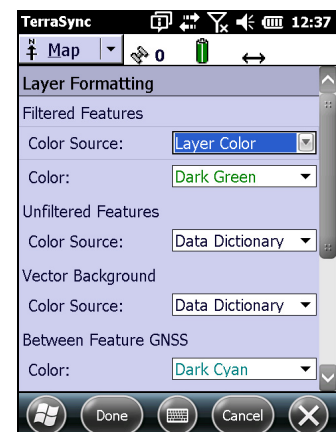 TerraSync 12:37
N Map 0
Layer Formatting
Filtered Features
Color Source: Layer Color
Color: Dark Green
Unfiltered Features
Color Source: Data Dictionary
Vector Background
Color Source: Data Dictionary
Between Feature GNSS
Color: Dark Cyan
Done Cancel